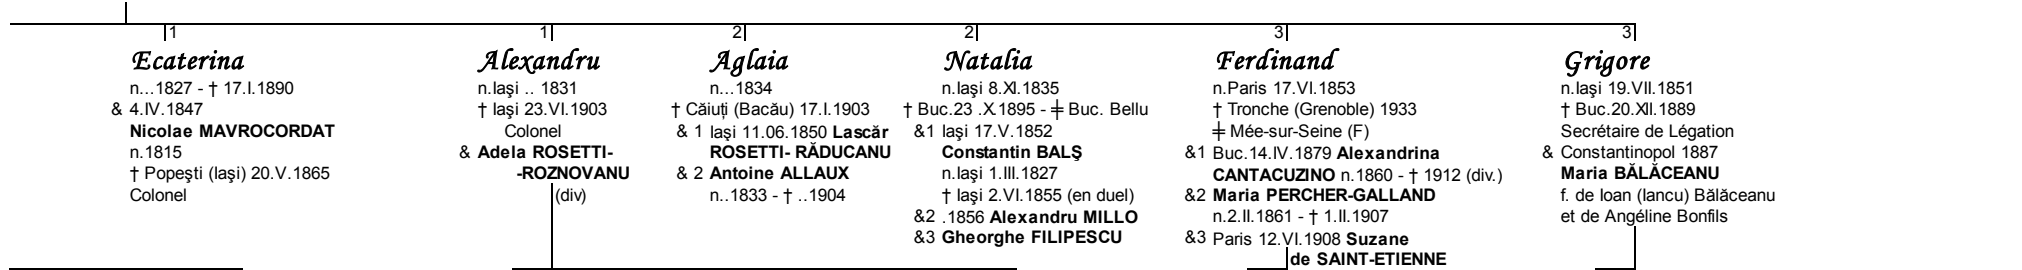 1
Ecaterina
n...1827 - † 17.I.1890
& 4.IV.1847
Nicolae MAVROCORDAT
n.1815
† Popeşti (Iaşi) 20.V.1865
Colonel
1
Alexandru
n.Iaşi .. 1831
† Iaşi 23.VI.1903
Colonel
& Adela ROSETTI-
-ROZNOVANU
(div)
2
Aglaia
n...1834
† Căiuţi (Bacău) 17.I.1903
& 1 Iaşi 11.06.1850 Lascăr
ROSETTI- RĂDUCANU
& 2 Antoine ALLAUX
n..1833 - † ..1904
2
Natalia
n.Iaşi 8.XI.1835
† Buc.23 .X.1895 - ╪ Buc. Bellu
&1 Iaşi 17.V.1852
Constantin BALŞ
n.Iaşi 1.III.1827
† Iaşi 2.VI.1855 (en duel)
&2 .1856 Alexandru MILLO
&3 Gheorghe FILIPESCU
3
Ferdinand
n.Paris 17.VI.1853
† Tronche (Grenoble) 1933
╪ Mée-sur-Seine (F)
&1 Buc.14.IV.1879 Alexandrina
CANTACUZINO n.1860 - † 1912 (div.)
&2 Maria PERCHER-GALLAND
n.2.II.1861 - † 1.II.1907
&3 Paris 12.VI.1908 Suzane
de SAINT-ETIENNE
3
Grigore
n.Iaşi 19.VII.1851
† Buc.20.XII.1889
Secrétaire de Légation
& Constantinopol 1887
Maria BĂLĂCEANU
f. de Ioan (Iancu) Bălăceanu
et de Angéline Bonfils